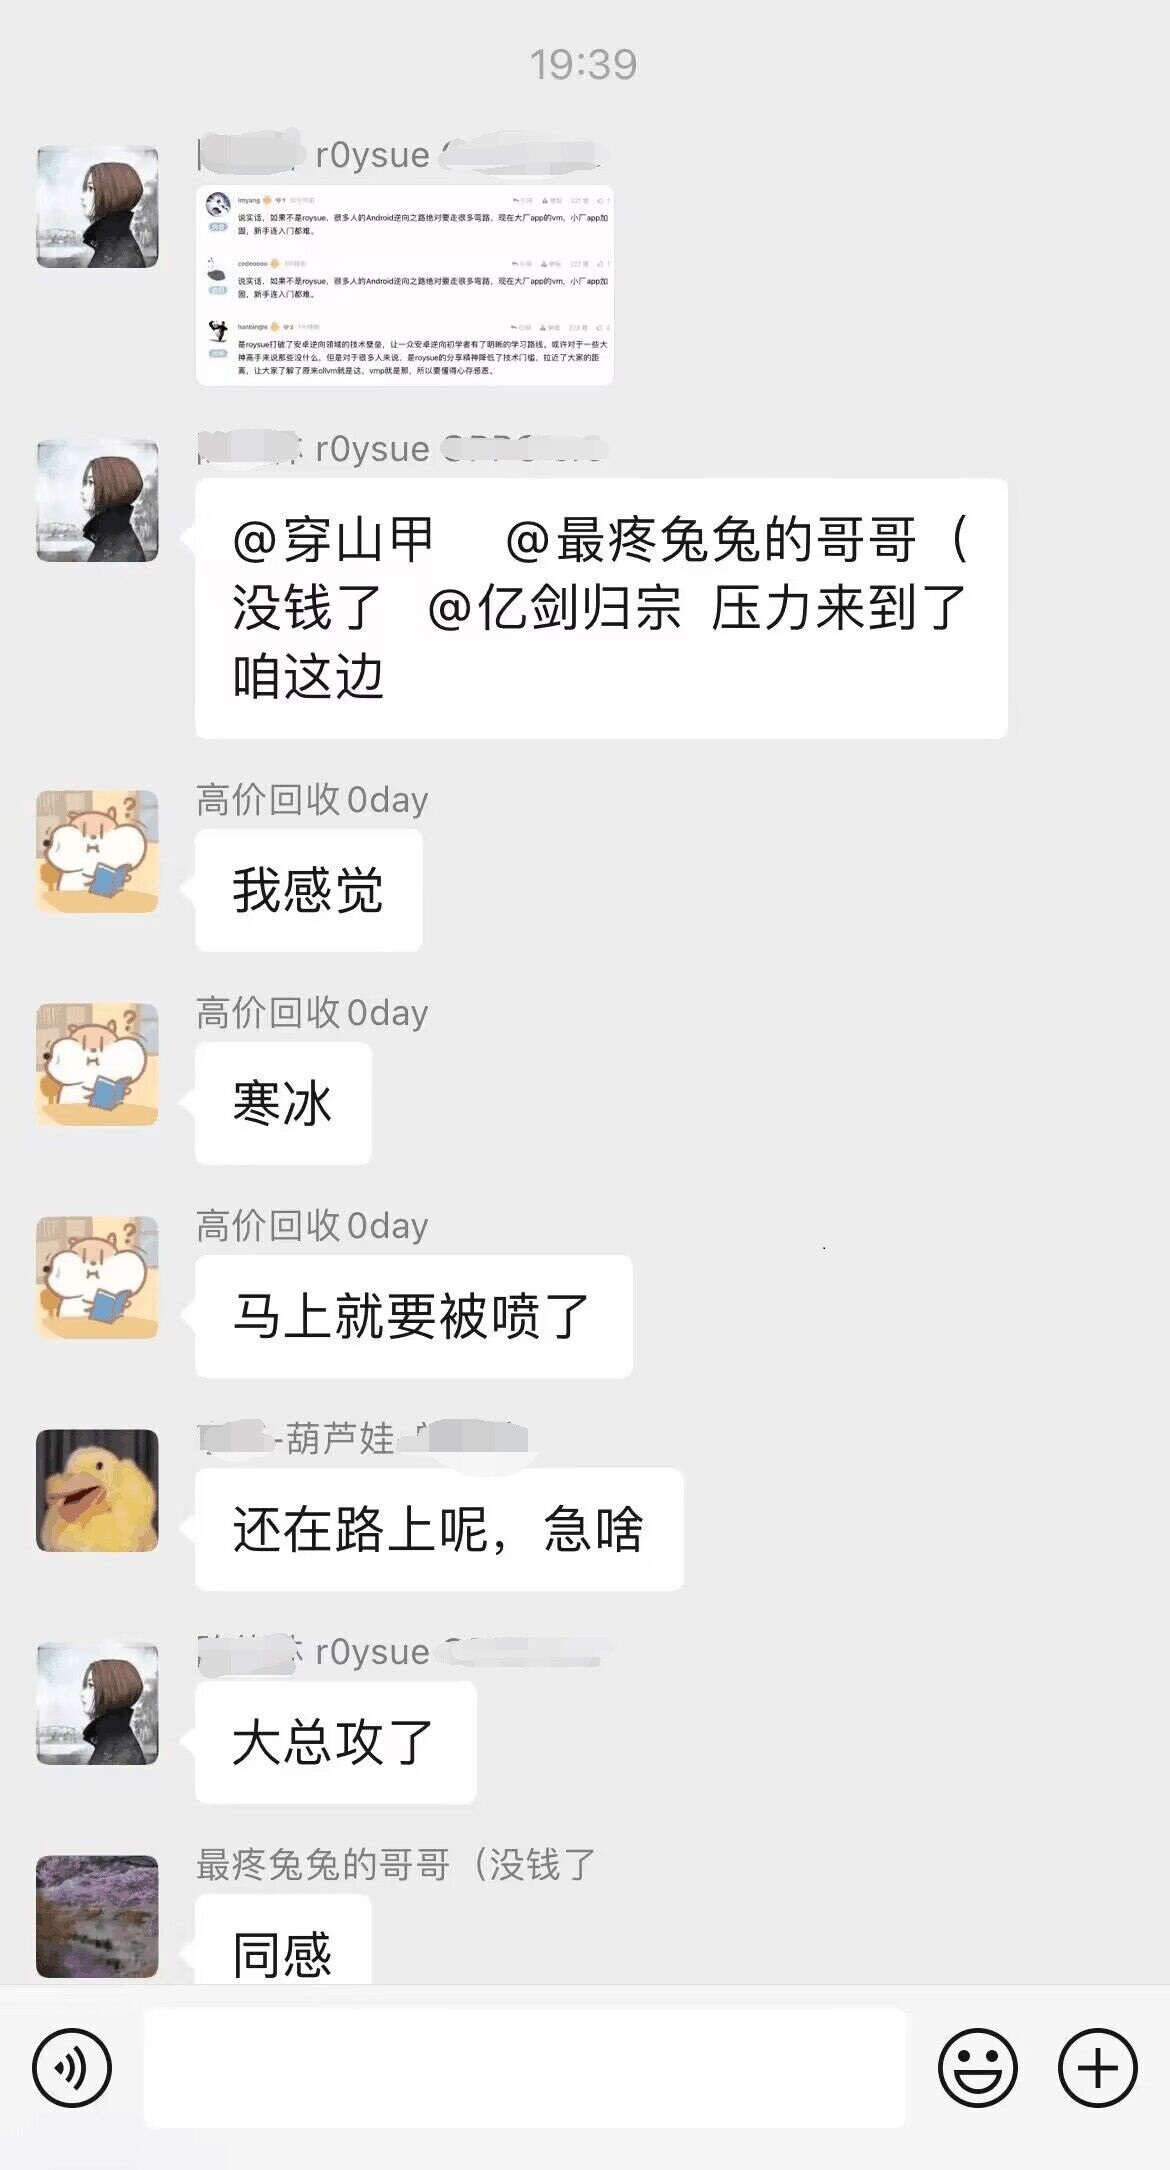 19:39
r0ysue
imyang
说实话，如果不是roysue，很多人的Android逆向之路绝对要走很多弯路，现在大厂app的vm，小厂app加
固，新手连入门都难。
codeoooo
说实话，如果不是roysue，很多人的Android逆向之路绝对要走很多弯路，现在大厂app的vm，小厂app加
固，新手连入门都难。
hanbingle
是roysue打破了安卓逆向领域的技术壁垒，让一众安卓逆向初学者有了明晰的学习路线。或许对于一些大
神高手来说那些没什么，但是对于很多人来说，是roysue的分享精神降低了技术门槛，拉近了大家的距
离，让大家了解了原来ollvm就是这，vmp就是那，所以要懂得心存感恩。
r0ysue
@穿山甲 @最疼兔兔的哥哥（
没钱了 @亿剑归宗 压力来到了
咱这边
高价回收0day
我感觉
高价回收0day
寒冰
高价回收0day
马上就要被喷了
-葫芦娃
还在路上呢，急啥
r0ysue
大总攻了
最疼兔兔的哥哥（没钱了
同感